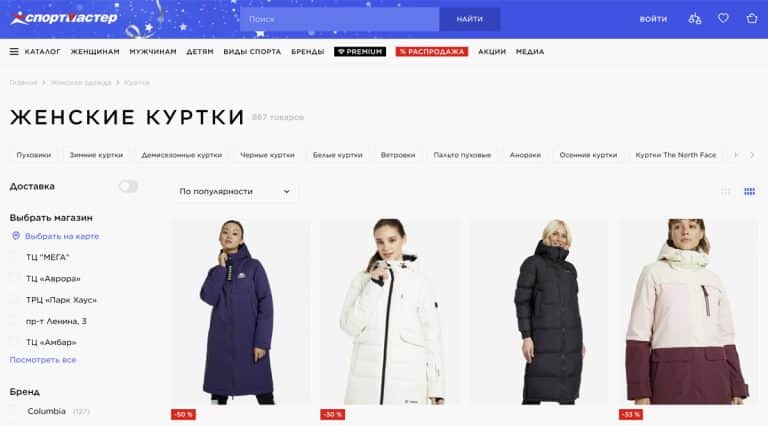 СПОРТМАСТЕР Поиск НАЙТИ ВОЙТИ
КАТАЛОГ ЖЕНЩИНАМ МУЖЧИНАМ ДЕТЯМ ВИДЫ СПОРТА БРЕНДЫ PREMIUM % РАСПРОДАЖА АКЦИИ МЕДИА
Главное > Женская одежда > Куртки
ЖЕНСКИЕ КУРТКИ 867 товаров
Пуховики Зимние куртки Демисезонные куртки Черные куртки Белые куртки Ветровки Пальто пуховые Анораки Осенние куртки Куртки The North Face
Доставка
По популярности
Выбрать магазин
Выбрать на карте
ТЦ "МЕГА"
ТЦ «Аврора»
ТРЦ «Парк Хаус»
пр-т Ленина, 3
ТЦ «Амбар»
Посмотреть все
Бренд
Columbia (127)
-50 % -30 % -33 %